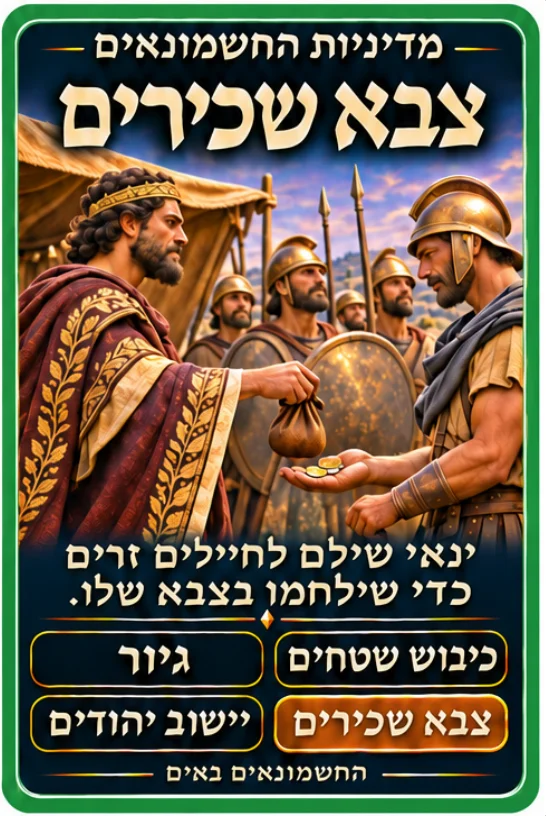 מדיניות החשמונאים
צבא שכירים
ינאי שילם לחיילים זרים
כדי שילחמו בצבא שלו.
כיבוש שטחים
גיור
צבא שכירים
יישוב יהודים
החשמונאים באים